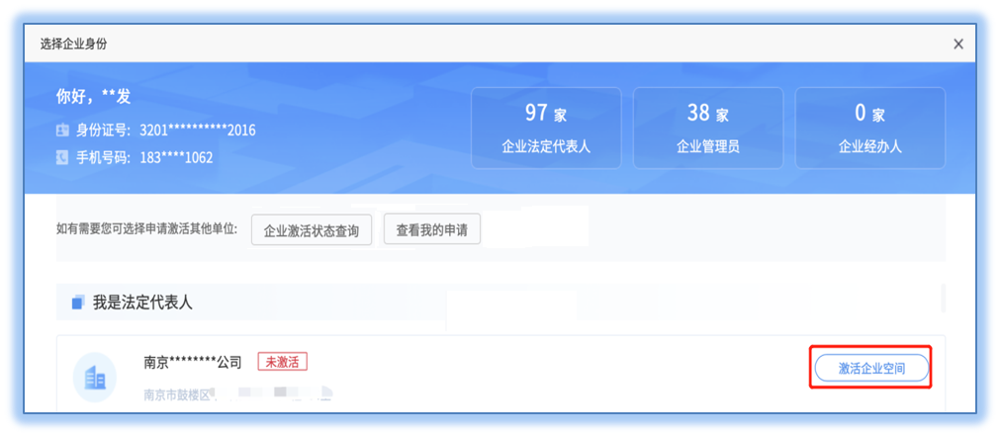 选择企业身份
你好，**发
身份证号: 3201**********2016
手机号码: 183****1062
97 家
企业法定代表人
38 家
企业管理员
0 家
企业经办人
如有需要您可选择申请激活其他单位:
企业激活状态查询
查看我的申请
我是法定代表人
南京********公司
未激活
激活企业空间
南京市鼓楼区